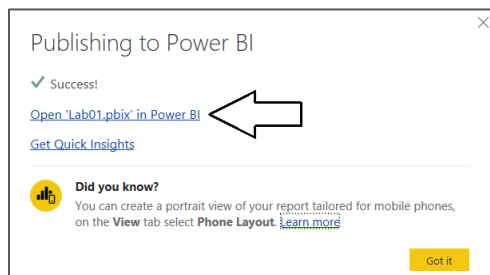 Publishing to Power BI
Success!
Open 'Lab01.pbix' in Power BI
Get Quick Insights
Did you know?
You can create a portrait view of your report tailored for mobile phones,
on the View tab select Phone Layout. Learn more
Got it